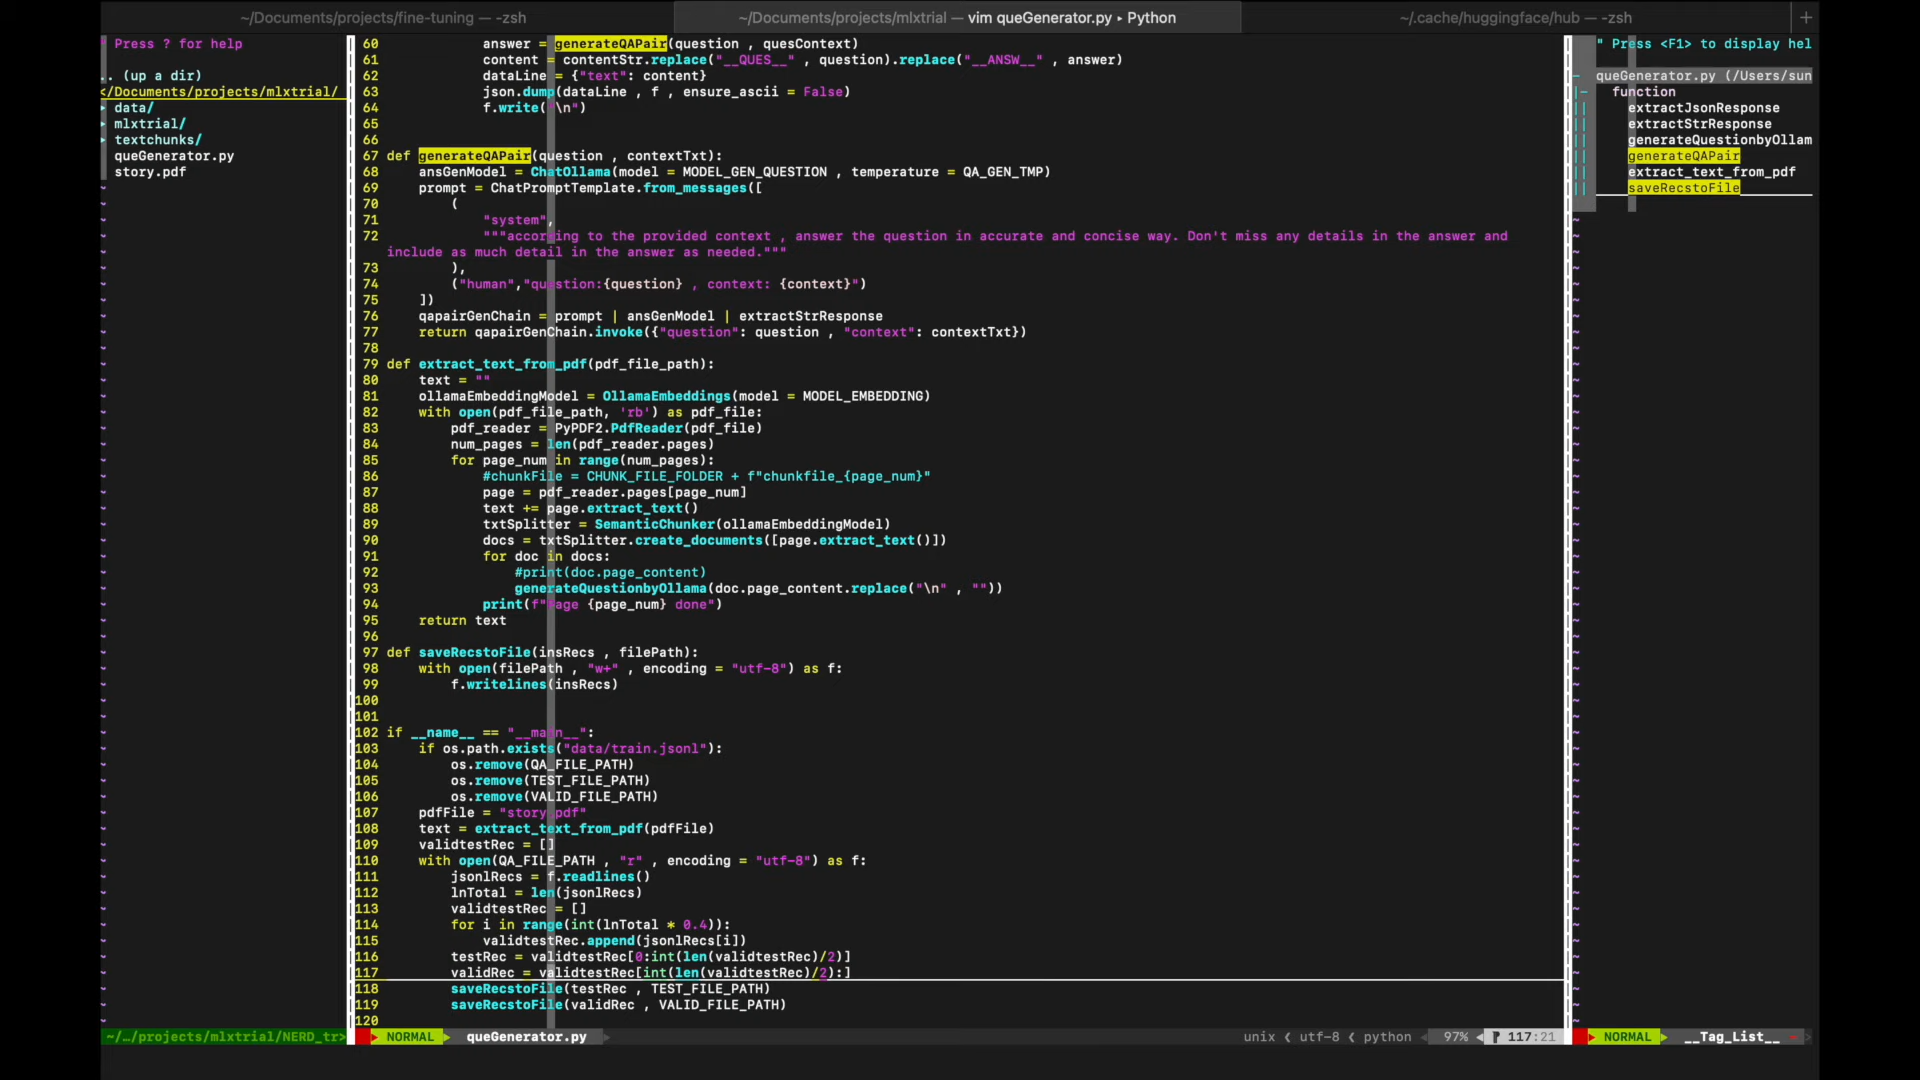 ~/Documents/projects/fine-tuning — -zsh
~/Documents/projects/mlxtrial — vim queGenerator.py ▸ Python
~/.cache/huggingface/hub — -zsh
+
" Press ? for help
.. (up a dir)
</Documents/projects/mlxtrial/
▸ data/
▸ mlxtrial/
▸ textchunks/
queGenerator.py
story.pdf
60 answer = generateQAPair(question , quesContext)
61 content = contentStr.replace("__QUES__" , question).replace("__ANSW__" , answer)
62 dataLine = {"text": content}
63 json.dump(dataLine , f , ensure_ascii = False)
64 f.write("\n")
65
66
67 def generateQAPair(question , contextTxt):
68 ansGenModel = ChatOllama(model = MODEL_GEN_QUESTION , temperature = QA_GEN_TMP)
69 prompt = ChatPromptTemplate.from_messages([
70 (
71 "system",
72 """according to the provided context , answer the question in accurate and concise way. Don't miss any details in the answer and
include as much detail in the answer as needed."""
73 ),
74 ("human","question:{question} , context: {context}")
75 ])
76 qapairGenChain = prompt | ansGenModel | extractStrResponse
77 return qapairGenChain.invoke({"question": question , "context": contextTxt})
78
79 def extract_text_from_pdf(pdf_file_path):
80 text = ""
81 ollamaEmbeddingModel = OllamaEmbeddings(model = MODEL_EMBEDDING)
82 with open(pdf_file_path, 'rb') as pdf_file:
83 pdf_reader = PyPDF2.PdfReader(pdf_file)
84 num_pages = len(pdf_reader.pages)
85 for page_num in range(num_pages):
86 #chunkFile = CHUNK_FILE_FOLDER + f"chunkfile_{page_num}"
87 page = pdf_reader.pages[page_num]
88 text += page.extract_text()
89 txtSplitter = SemanticChunker(ollamaEmbeddingModel)
90 docs = txtSplitter.create_documents([page.extract_text()])
91 for doc in docs:
92 #print(doc.page_content)
93 generateQuestionbyOllama(doc.page_content.replace("\n" , ""))
94 print(f"page {page_num} done")
95 return text
96
97 def saveRecstoFile(insRecs , filePath):
98 with open(filePath , "w+" , encoding = "utf-8") as f:
99 f.writelines(insRecs)
100
101
102 if __name__ == "__main__":
103 if os.path.exists("data/train.jsonl"):
104 os.remove(QA_FILE_PATH)
105 os.remove(TEST_FILE_PATH)
106 os.remove(VALID_FILE_PATH)
107 pdfFile = "story.pdf"
108 text = extract_text_from_pdf(pdfFile)
109 validtestRec = []
110 with open(QA_FILE_PATH , "r" , encoding = "utf-8") as f:
111 jsonlRecs = f.readlines()
112 lnTotal = len(jsonlRecs)
113 validtestRec = []
114 for i in range(int(lnTotal * 0.4)):
115 validtestRec.append(jsonlRecs[i])
116 testRec = validtestRec[0:int(len(validtestRec)/2)]
117 validRec = validtestRec[int(len(validtestRec)/2):]
118 saveRecstoFile(testRec , TEST_FILE_PATH)
119 saveRecstoFile(validRec , VALID_FILE_PATH)
120
" Press <F1> to display hel
queGenerator.py (/Users/sun
function
extractJsonResponse
extractStrResponse
generateQuestionbyOllam
generateQAPair
extract_text_from_pdf
saveRecstoFile
~/…/projects/mlxtrial/NERD_tr>
NORMAL queGenerator.py
unix ❮ utf-8 ❮ python 97% 117:21
NORMAL __Tag_List__ -